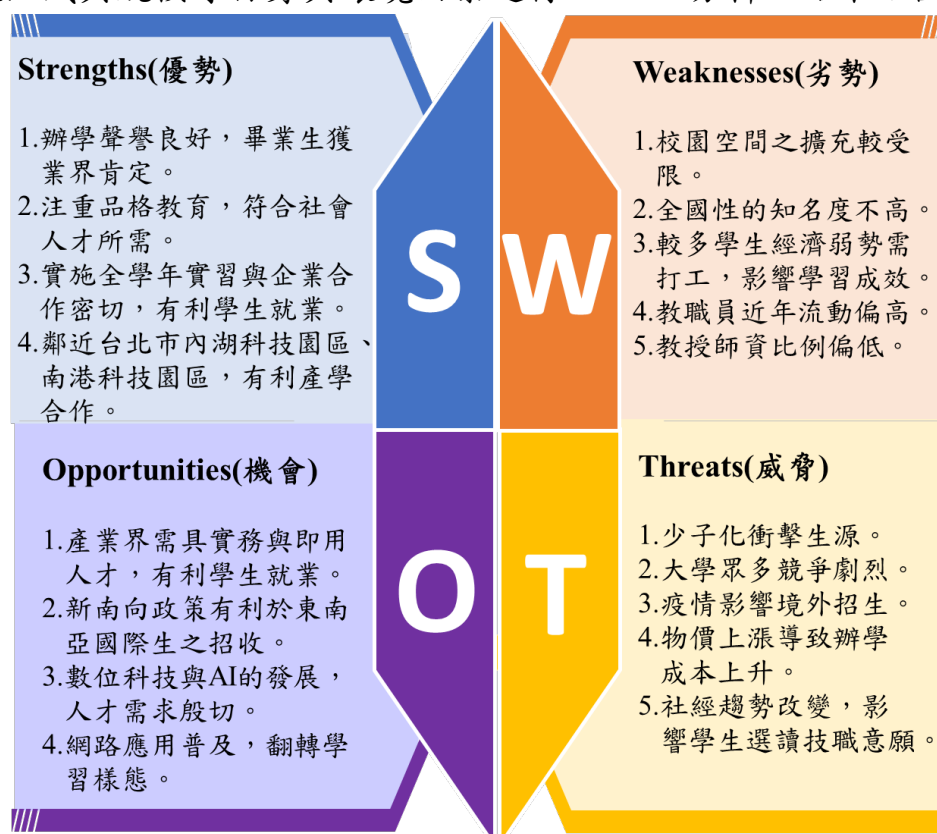 Strengths(優勢)
1.辦學聲譽良好，畢業生獲
業界肯定。
2.注重品格教育，符合社會
人才所需。
3.實施全學年實習與企業合
作密切，有利學生就業。
4.鄰近台北市內湖科技園區、
南港科技園區，有利產學
合作。
Weaknesses(劣勢)
1.校園空間之擴充較受
限。
2.全國性的知名度不高。
3.較多學生經濟弱勢需
打工，影響學習成效。
4.教職員近年流動偏高。
5.教授師資比例偏低。
S
W
Opportunities(機會)
1.產業界需具實務與即用
人才，有利學生就業。
2.新南向政策有利於東南
亞國際生之招收。
3.數位科技與AI的發展，
人才需求殷切。
4.網路應用普及，翻轉學
習樣態。
Threats(威脅)
1.少子化衝擊生源。
2.大學眾多競爭劇烈。
3.疫情影響境外招生。
4.物價上漲導致辦學
成本上升。
5.社經趨勢改變，影
響學生選讀技職意願。
O
T